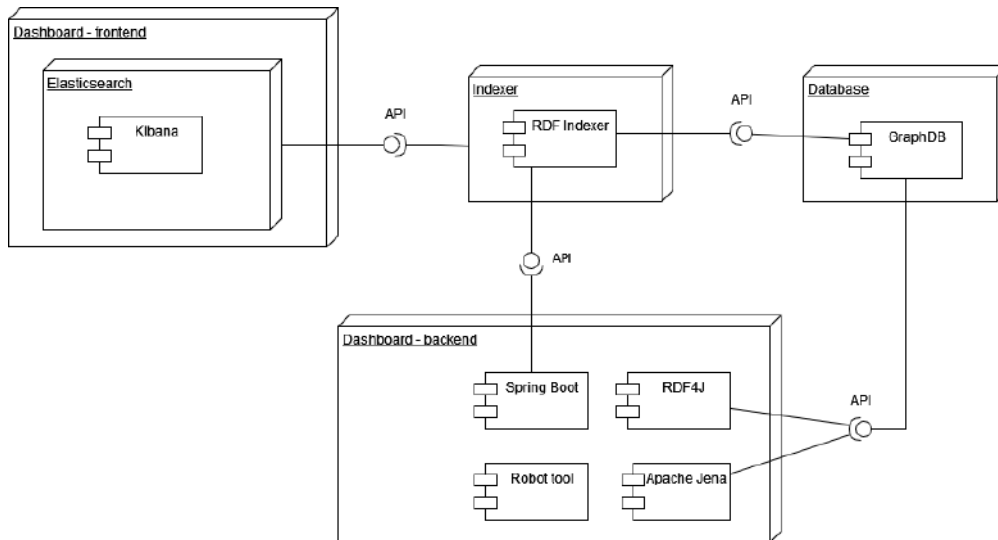 Dashboard - frontend
Elasticsearch
Kibana
API
Indexer
RDF Indexer
API
Database
GraphDB
API
Dashboard - backend
Spring Boot
RDF4J
API
Robot tool
Apache Jena